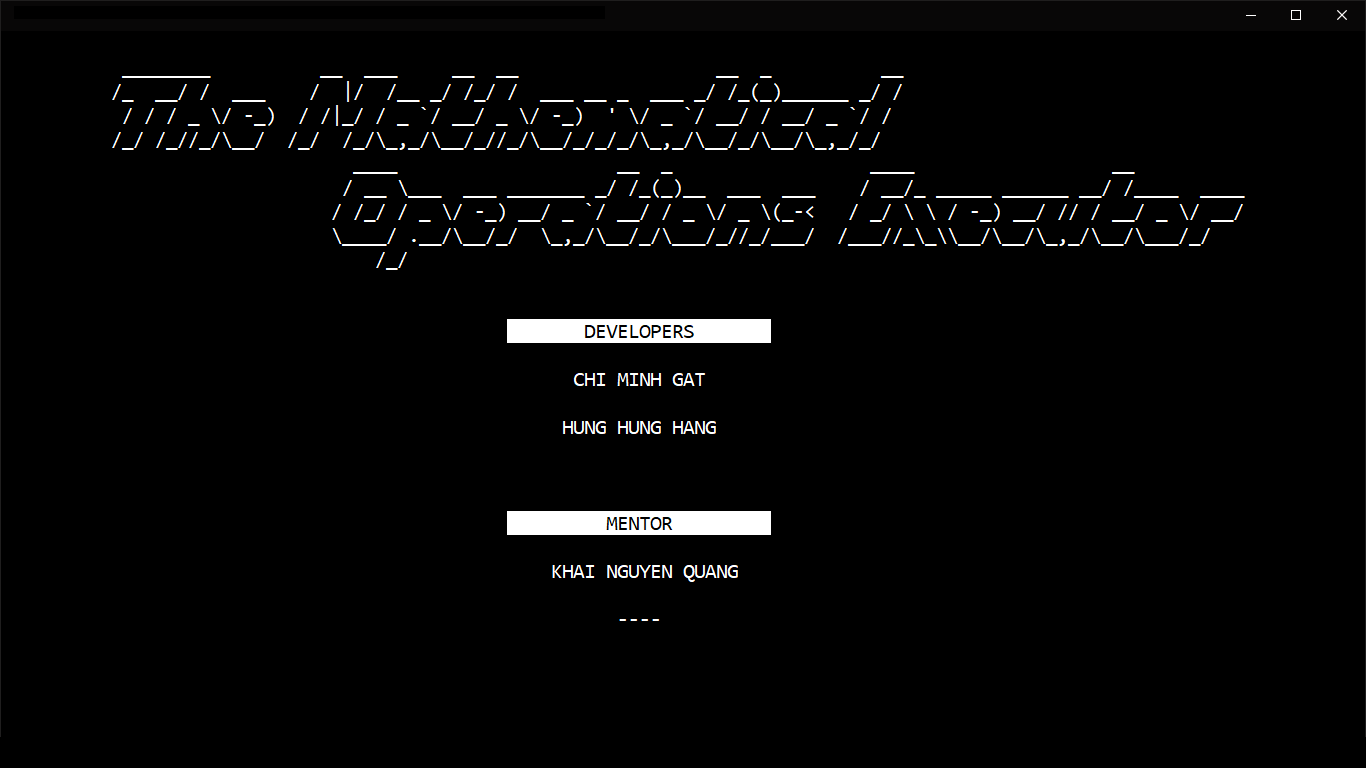 The Mathematical
Operations Executor
DEVELOPERS
CHI MINH GAT
HUNG HUNG HANG
MENTOR
KHAI NGUYEN QUANG
----